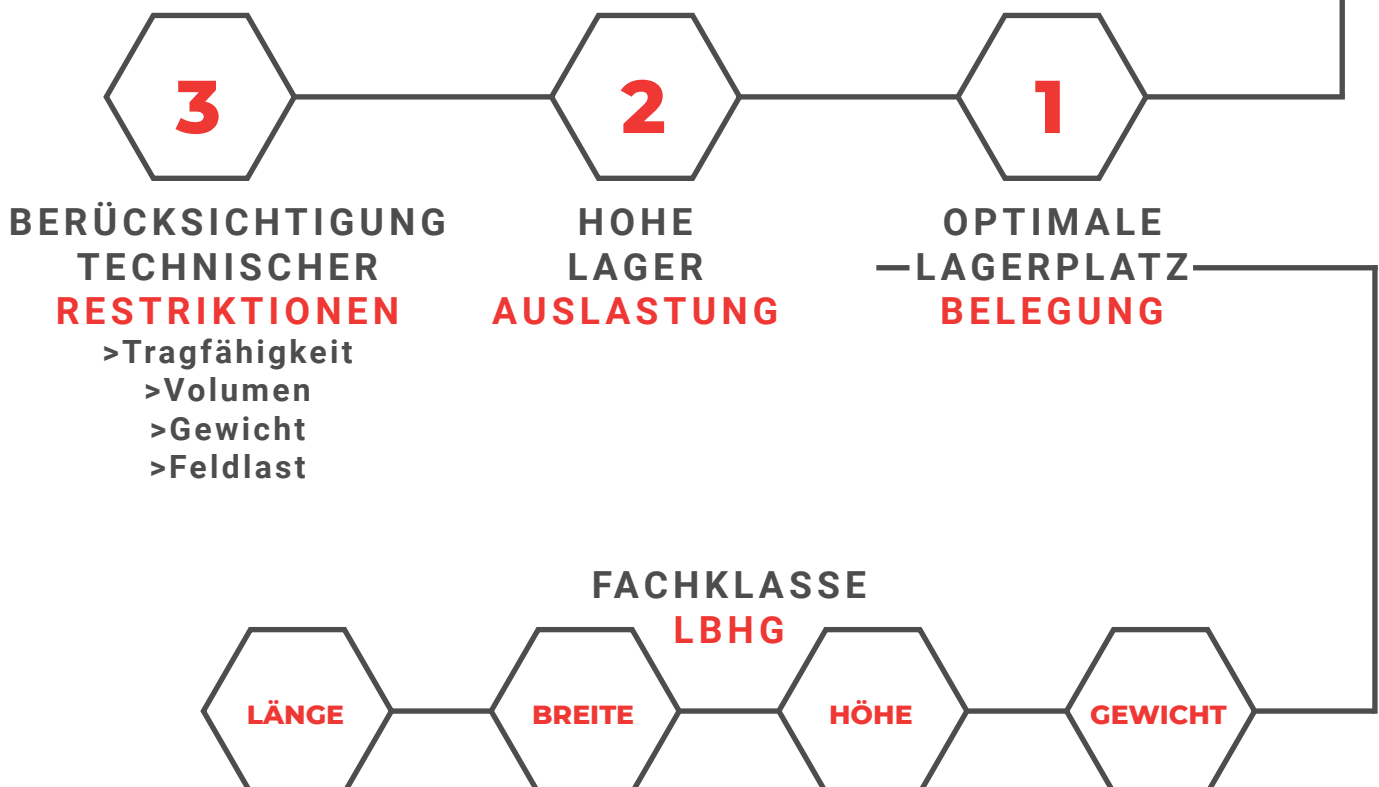 3
BERÜCKSICHTIGUNG
TECHNISCHER
RESTRIKTIONEN
>Tragfähigkeit
>Volumen
>Gewicht
>Feldlast
2
HOHE
LAGER
AUSLASTUNG
1
OPTIMALE
LAGERPLATZ
BELEGUNG
FACHKLASSE
LBHG
LÄNGE
BREITE
HÖHE
GEWICHT